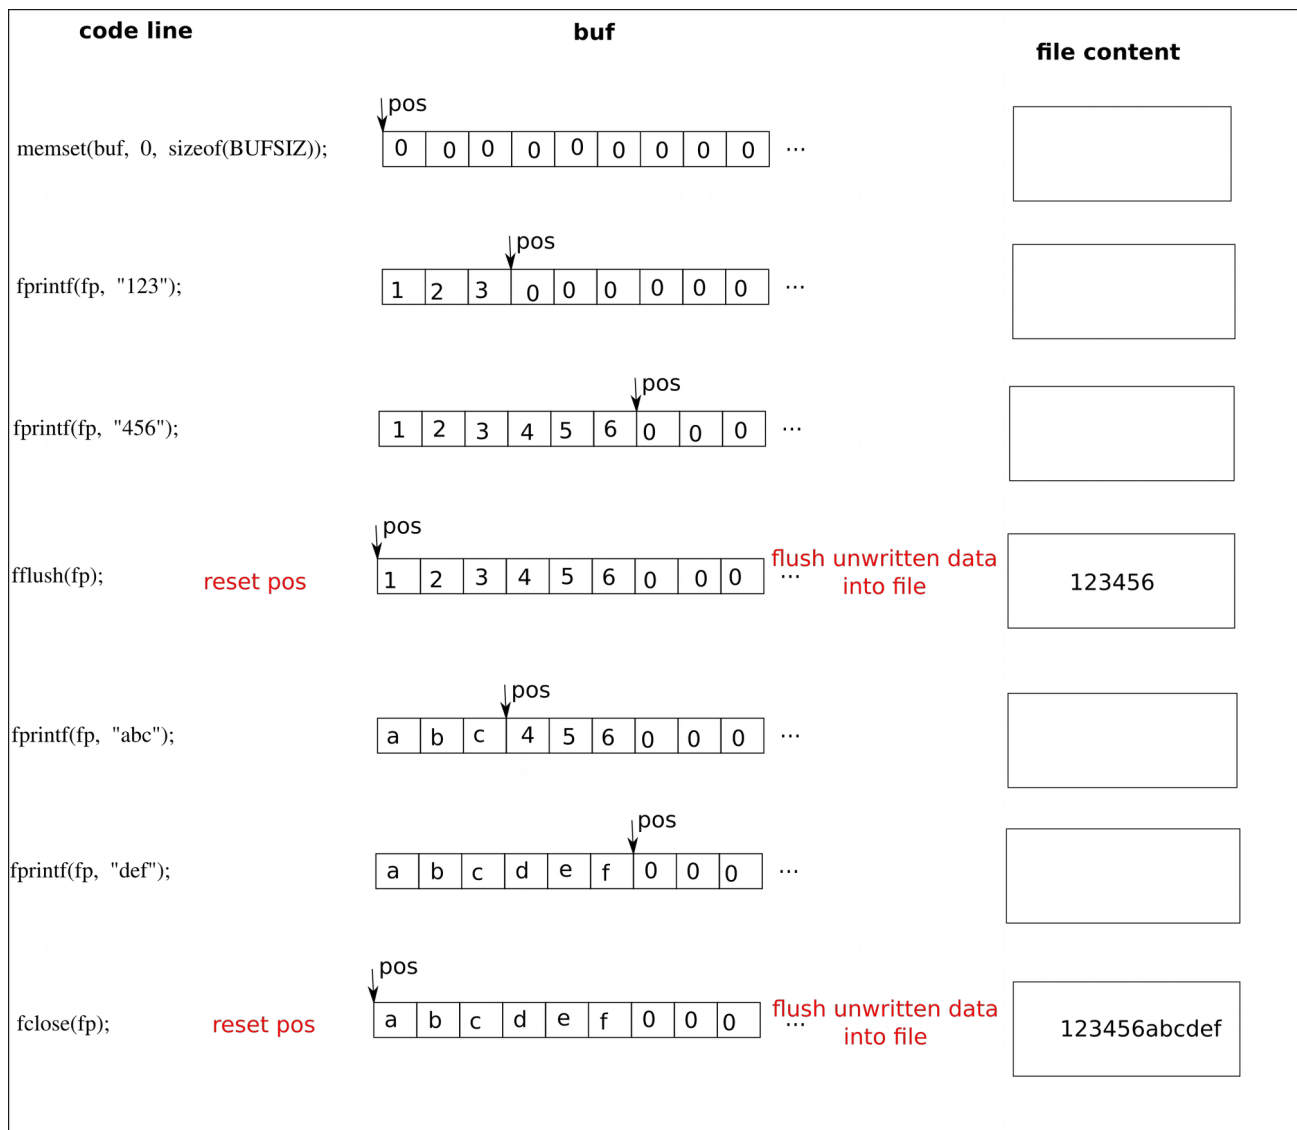 code line
buf
file content
pos
memset(buf, 0, sizeof(BUFSIZ));
0 0 0 0 0 0 0 0 0 ...
pos
fprintf(fp, "123");
1 2 3 0 0 0 0 0 0 ...
pos
fprintf(fp, "456");
1 2 3 4 5 6 0 0 0 ...
pos
fflush(fp);
reset pos
1 2 3 4 5 6 0 0 0 ...
flush unwritten data
into file
123456
pos
fprintf(fp, "abc");
a b c 4 5 6 0 0 0 ...
pos
fprintf(fp, "def");
a b c d e f 0 0 0 ...
pos
fclose(fp);
reset pos
a b c d e f 0 0 0 ...
flush unwritten data
into file
123456abcdef